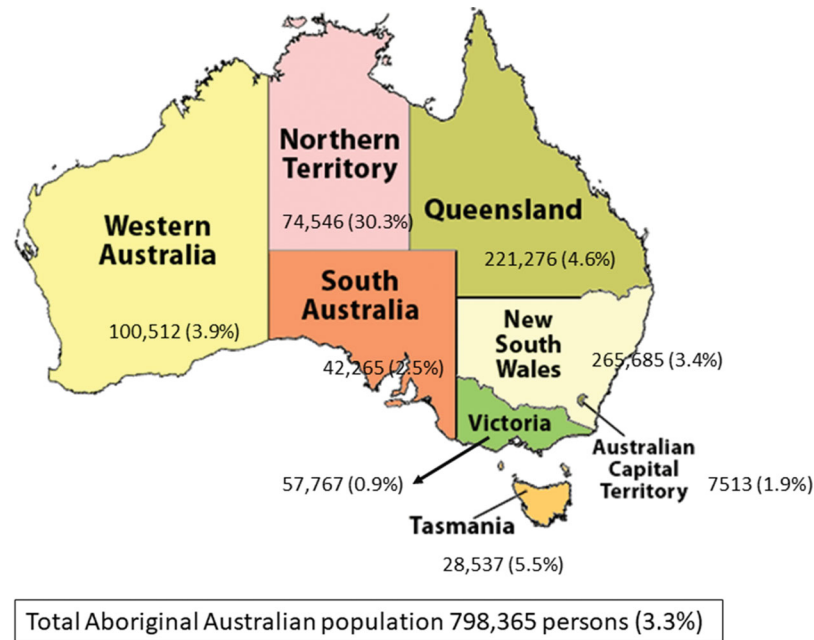 Northern
Territory
74,546 (30.3%)
Queensland
221,276 (4.6%)
Western
Australia
100,512 (3.9%)
South
Australia
42,265 (2.5%)
New
South
Wales
265,685 (3.4%)
Victoria
57,767 (0.9%)
Australian
Capital
Territory
7513 (1.9%)
Tasmania
28,537 (5.5%)
Total Aboriginal Australian population 798,365 persons (3.3%)